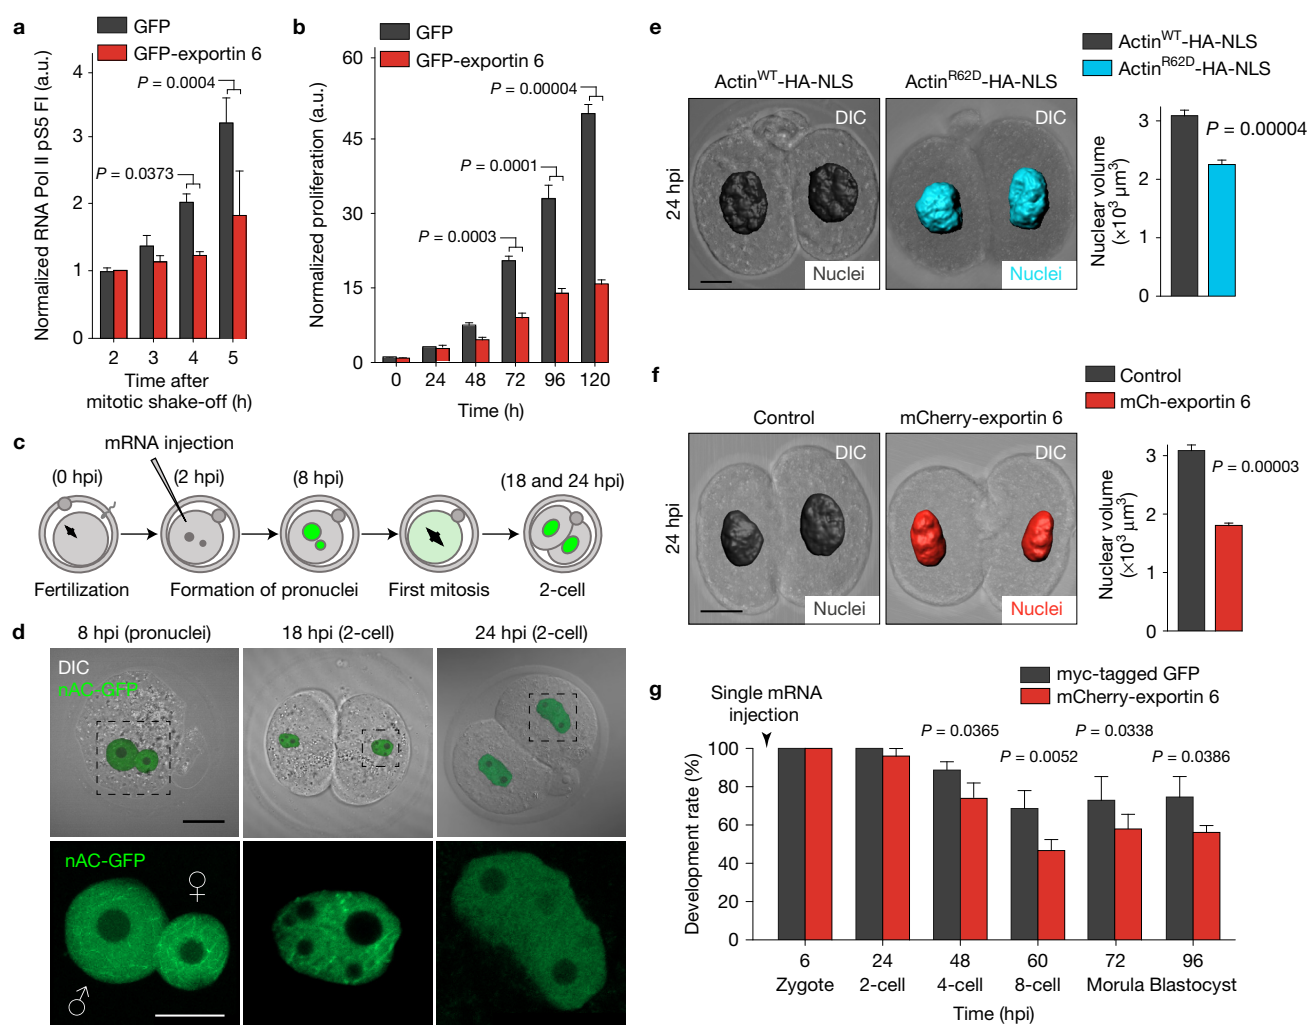 a
GFP
GFP-exportin 6
Normalized RNA Pol II pS5 FI (a.u.)
4
3
2
1
0
P = 0.0004
P = 0.0373
2 3 4 5
Time after
mitotic shake-off (h)
b
GFP
GFP-exportin 6
Normalized proliferation (a.u.)
60
45
30
15
0
P = 0.00004
P = 0.0001
P = 0.0003
0 24 48 72 96 120
Time (h)
c
mRNA injection
(0 hpi) (2 hpi) (8 hpi) (18 and 24 hpi)
Fertilization Formation of pronuclei First mitosis 2-cell
d
8 hpi (pronuclei) 18 hpi (2-cell) 24 hpi (2-cell)
DIC
nAC-GFP
nAC-GFP
♀
♂
e
Actin^WT-HA-NLS
Actin^R62D-HA-NLS
Actin^WT-HA-NLS Actin^R62D-HA-NLS
24 hpi
DIC DIC
Nuclei Nuclei
Nuclear volume
(×10³ µm³)
3
2
1
0
P = 0.00004
f
Control
mCh-exportin 6
Control mCherry-exportin 6
24 hpi
DIC DIC
Nuclei Nuclei
Nuclear volume
(×10³ µm³)
3
2
1
0
P = 0.00003
g
Single mRNA
injection
myc-tagged GFP
mCherry-exportin 6
Development rate (%)
100
80
60
40
20
0
P = 0.0365
P = 0.0052
P = 0.0338
P = 0.0386
6 24 48 60 72 96
Zygote 2-cell 4-cell 8-cell Morula Blastocyst
Time (hpi)